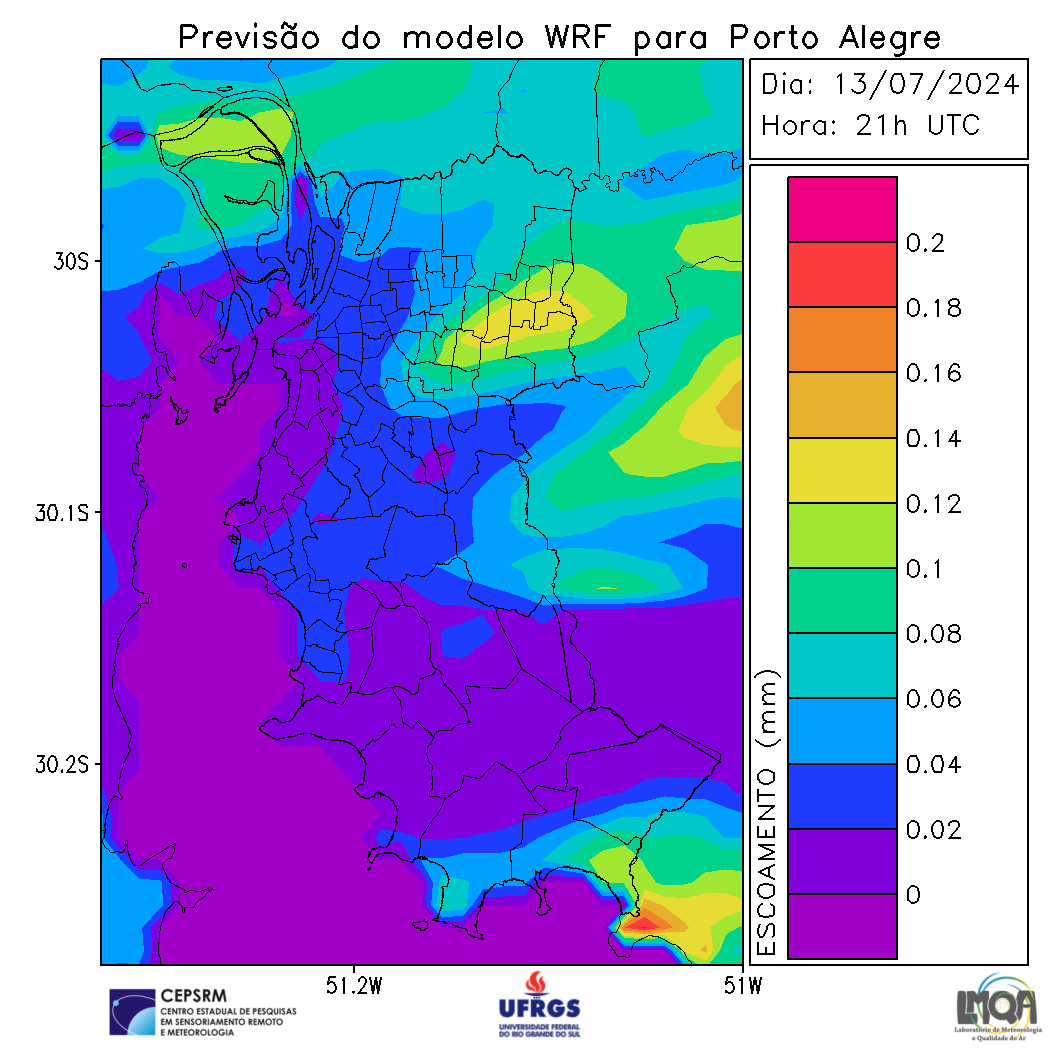 Previsão do modelo WRF para Porto Alegre
Dia: 13/07/2024
Hora: 21h UTC
0.2
0.18
0.16
0.14
0.12
0.1
0.08
0.06
0.04
0.02
0
ESCOAMENTO (mm)
30S
30.1S
30.2S
51.2W
51W
CEPSRM
CENTRO ESTADUAL DE PESQUISAS
EM SENSORIAMENTO REMOTO
E METEOROLOGIA
UFRGS
UNIVERSIDADE FEDERAL
DO RIO GRANDE DO SUL
LMQA
Laboratório de Meteorologia
e Qualidade do Ar